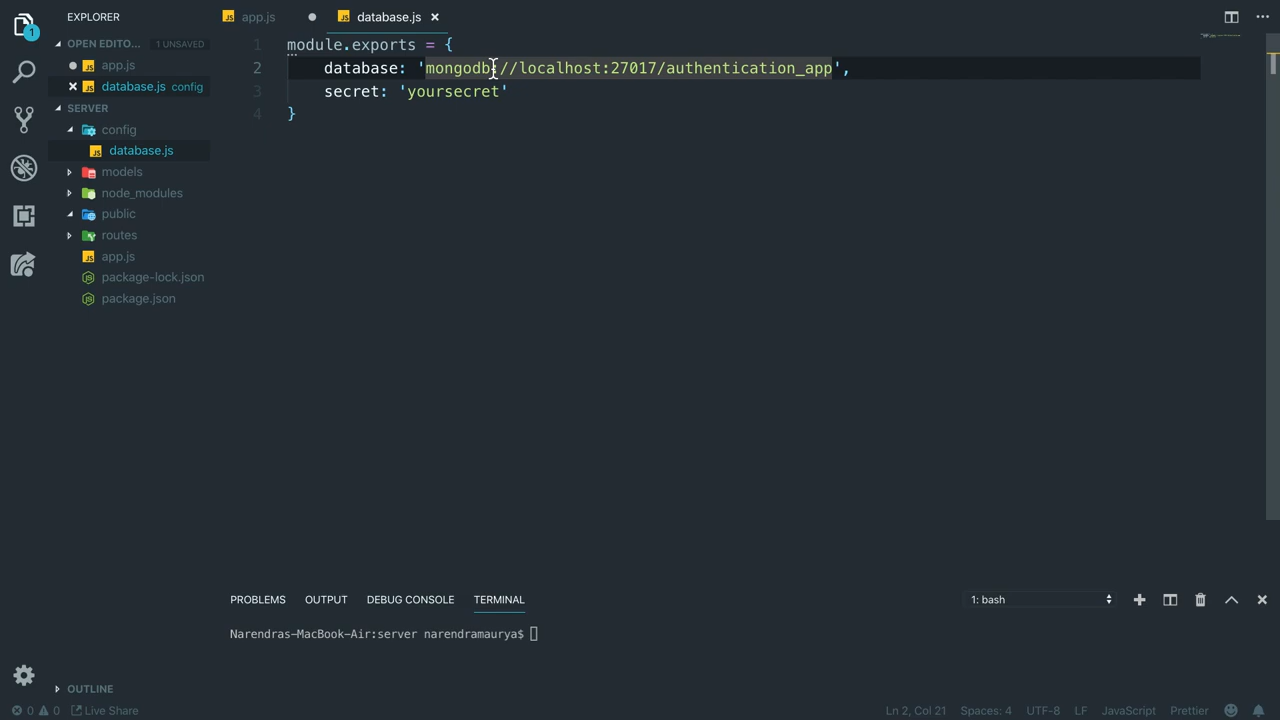 EXPLORER
app.js
database.js
OPEN EDITO... 1 UNSAVED
app.js
database.js config
SERVER
config
database.js
models
node_modules
public
routes
app.js
package-lock.json
package.json
1 module.exports = {
2 database: 'mongodb://localhost:27017/authentication_app',
3 secret: 'yoursecret'
4 }
PROBLEMS OUTPUT DEBUG CONSOLE TERMINAL 1: bash
Narendras-MacBook-Air:server narendramaurya$
OUTLINE
0 0 Live Share Ln 2, Col 21 Spaces: 4 UTF-8 LF JavaScript Prettier